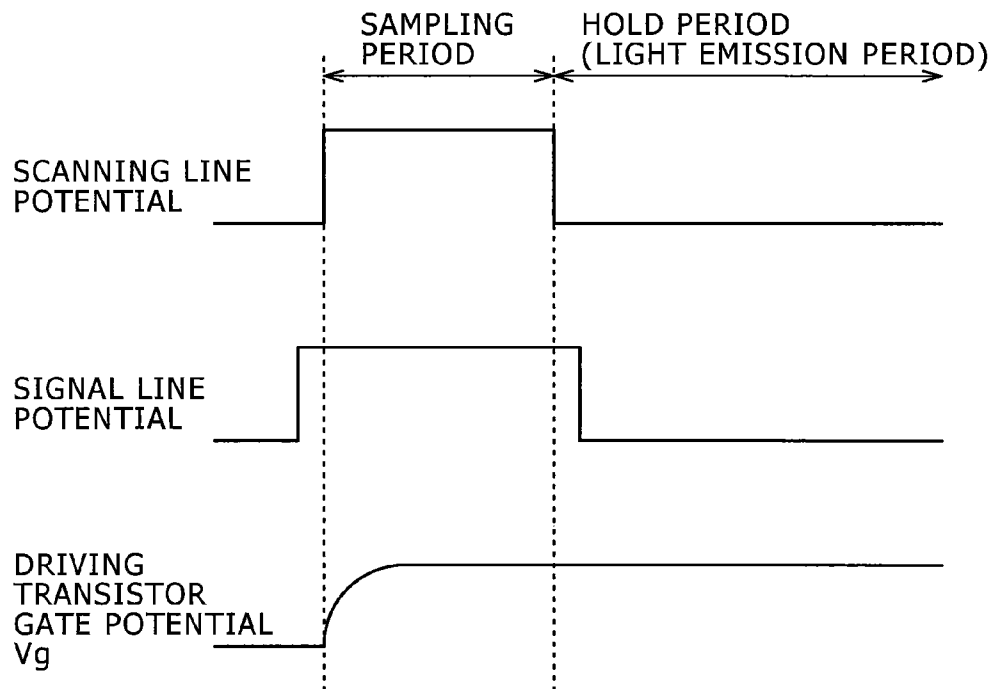 SAMPLING
PERIOD
HOLD PERIOD
(LIGHT EMISSION PERIOD)
SCANNING LINE
POTENTIAL
SIGNAL LINE
POTENTIAL
DRIVING
TRANSISTOR
GATE POTENTIAL
Vg